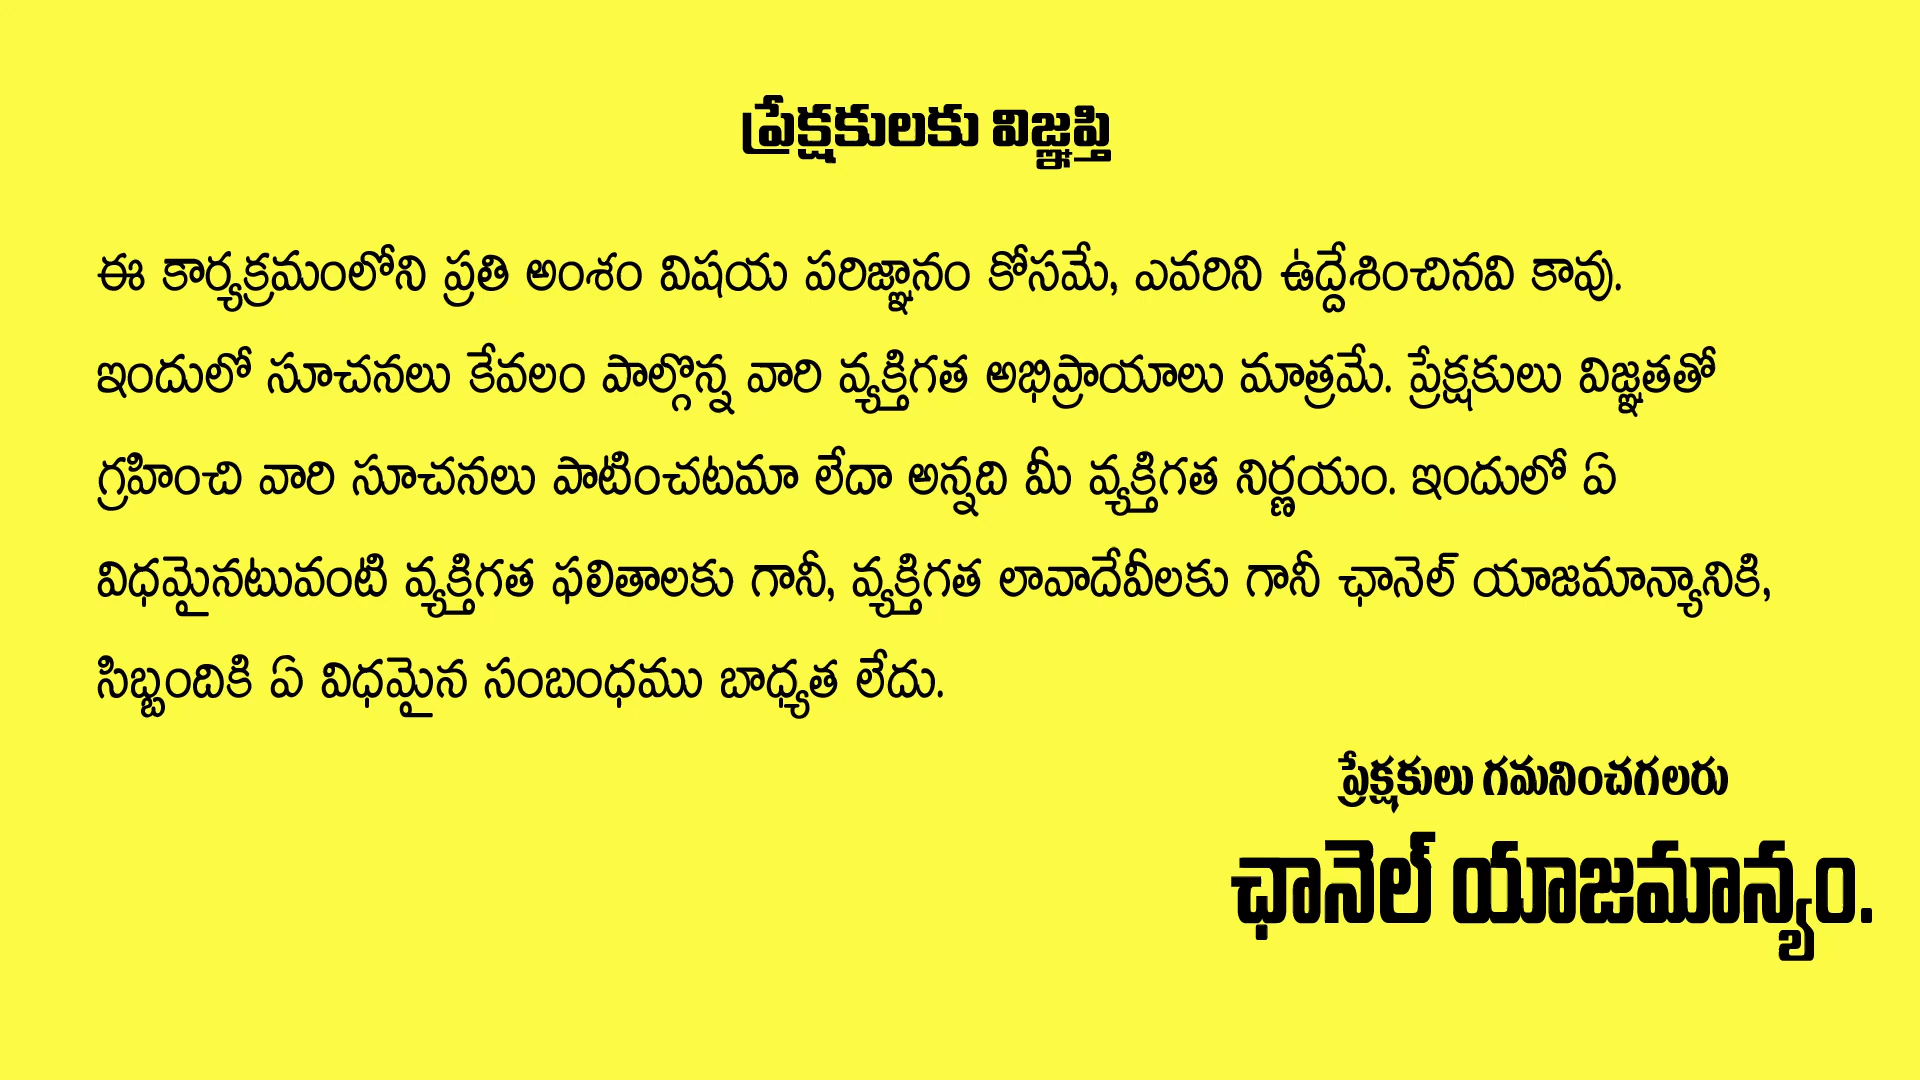 ప్రేక్షకులకు విజ్ఞప్తి
ఈ కార్యక్రమంలోని ప్రతి అంశం విషయ పరిజ్ఞానం కోసమే, ఎవరిని ఉద్దేశించినవి కావు.
ఇందులో సూచనలు కేవలం పాల్గొన్న వారి వ్యక్తిగత అభిప్రాయాలు మాత్రమే. ప్రేక్షకులు విజ్ఞతతో
గ్రహించి వారి సూచనలు పాటించటమా లేదా అన్నది మీ వ్యక్తిగత నిర్ణయం. ఇందులో ఏ
విధమైనటువంటి వ్యక్తిగత ఫలితాలకు గానీ, వ్యక్తిగత లావాదేవీలకు గానీ ఛానెల్ యాజమాన్యానికి,
సిబ్బందికి ఏ విధమైన సంబంధము బాధ్యత లేదు.
ప్రేక్షకులు గమనించగలరు
ఛానెల్ యాజమాన్యం.